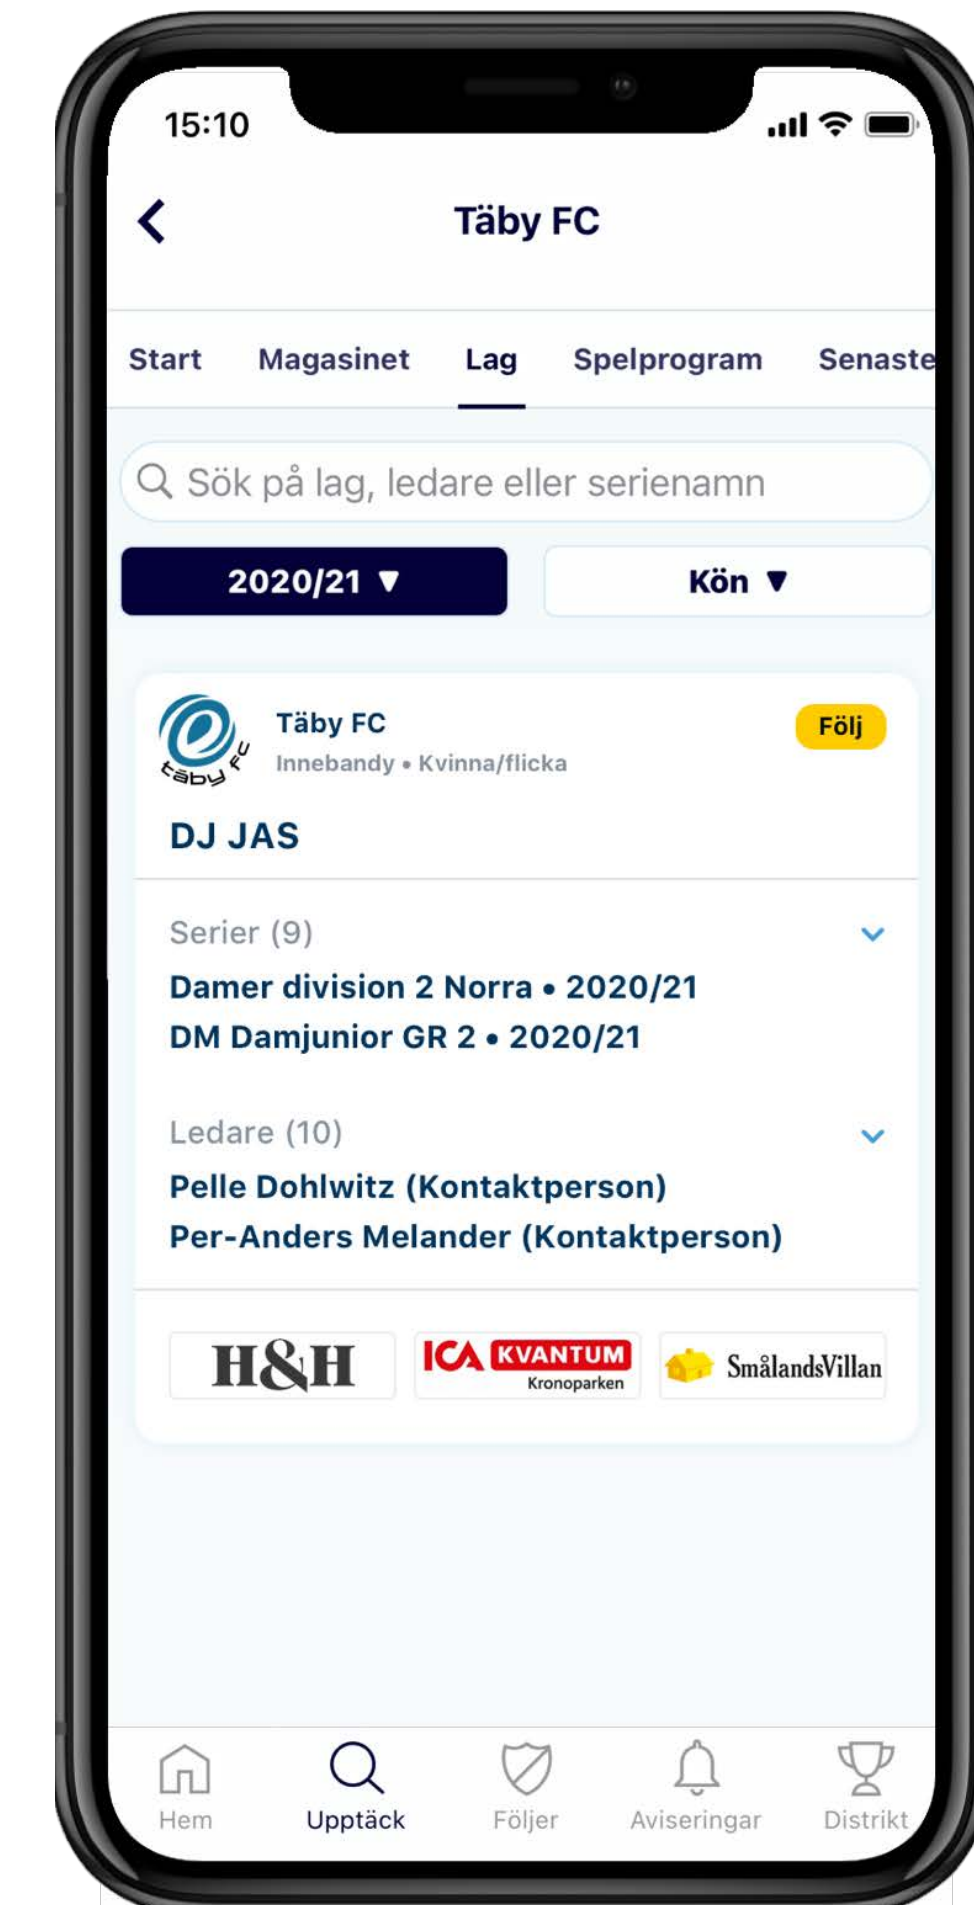 15:10
Täby FC
Start Magasinet Lag Spelprogram Senaste
Sök på lag, ledare eller serienamn
2020/21 ▼ Kön ▼
täby FC
Täby FC
Följ
Innebandy • Kvinna/flicka
DJ JAS
Serier (9)
Damer division 2 Norra • 2020/21
DM Damjunior GR 2 • 2020/21
Ledare (10)
Pelle Dohlwitz (Kontaktperson)
Per-Anders Melander (Kontaktperson)
H&H ICA KVANTUM SmålandsVillan
Kronoparken
Hem Upptäck Följer Aviseringar Distrikt